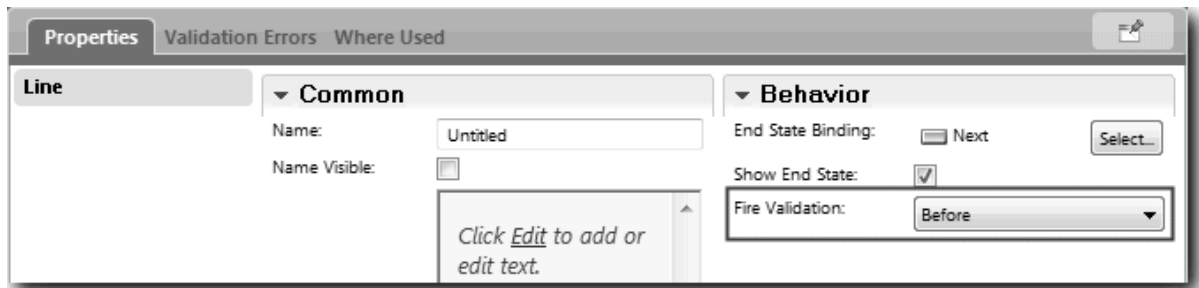 Properties Validation Errors Where Used
Line
Common
Name: Untitled
Name Visible:
Click Edit to add or
edit text.
Behavior
End State Binding: Next Select...
Show End State:
Fire Validation: Before